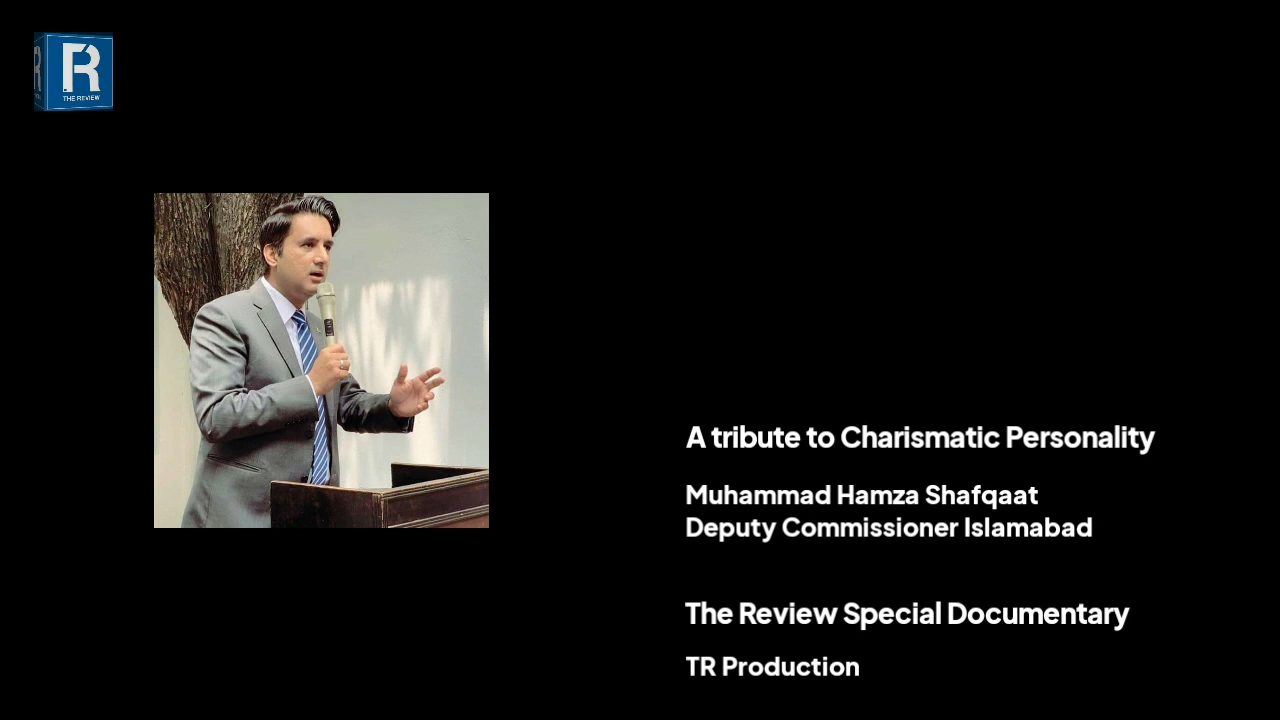 R
THE REVIEW
A tribute to Charismatic Personality
Muhammad Hamza Shafqaat
Deputy Commissioner Islamabad
The Review Special Documentary
TR Production